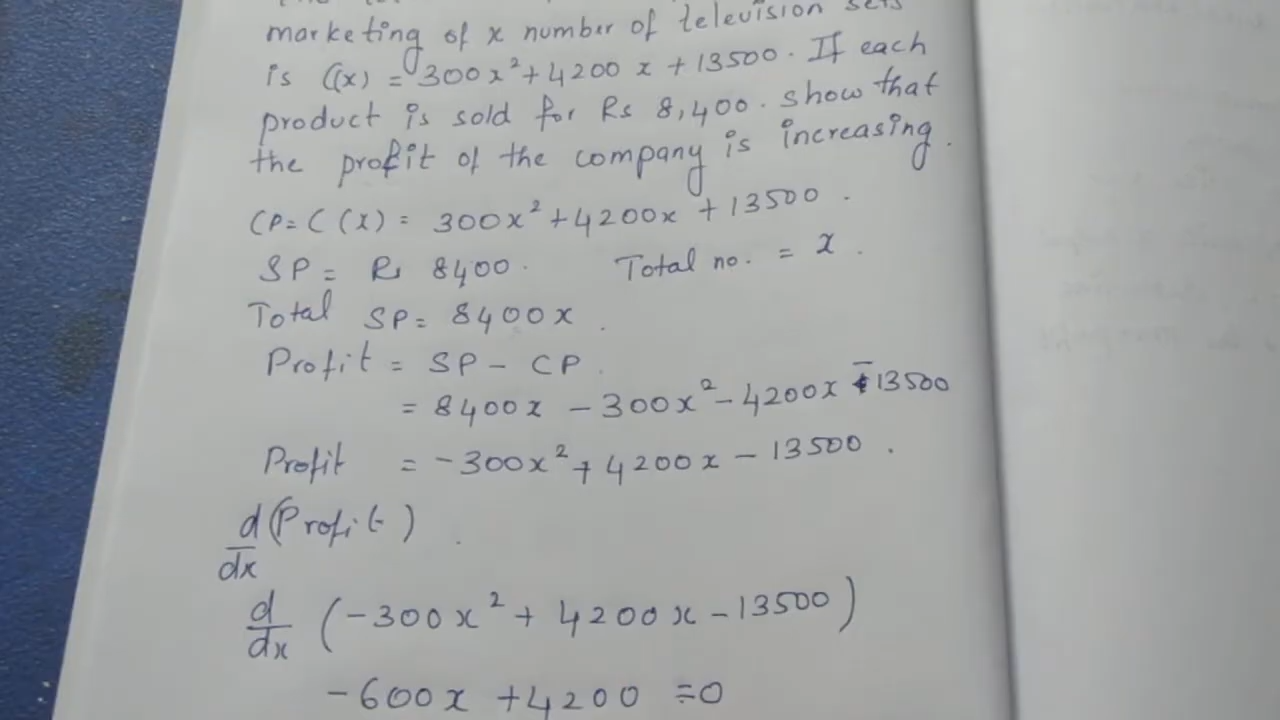 marketing of x number of television sets
is C(x) = 300x² + 4200x + 13500. If each
product is sold for Rs 8,400. show that
the profit of the company is increasing.
CP = C(x) = 300x² + 4200x + 13500.
SP = Rs 8400. Total no. = x.
Total SP = 8400x.
Profit = SP - CP.
= 8400x - 300x² - 4200x - 13500
Profit = -300x² + 4200x - 13500.
d/dx (Profit).
d/dx (-300x² + 4200x - 13500)
-600x + 4200 = 0